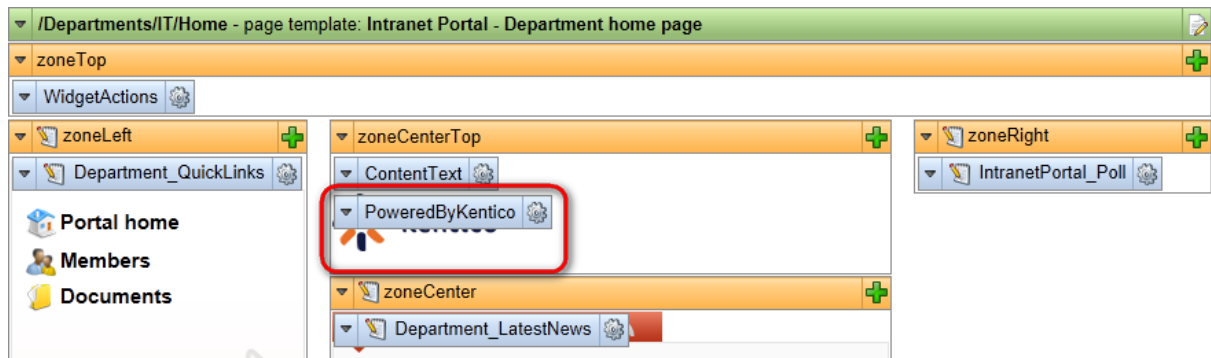 /Departments/IT/Home - page template: Intranet Portal - Department home page
zoneTop
WidgetActions
zoneLeft
Department_QuickLinks
Portal home
Members
Documents
zoneCenterTop
ContentText
PoweredByKentico
zoneCenter
Department_LatestNews
zoneRight
IntranetPortal_Poll